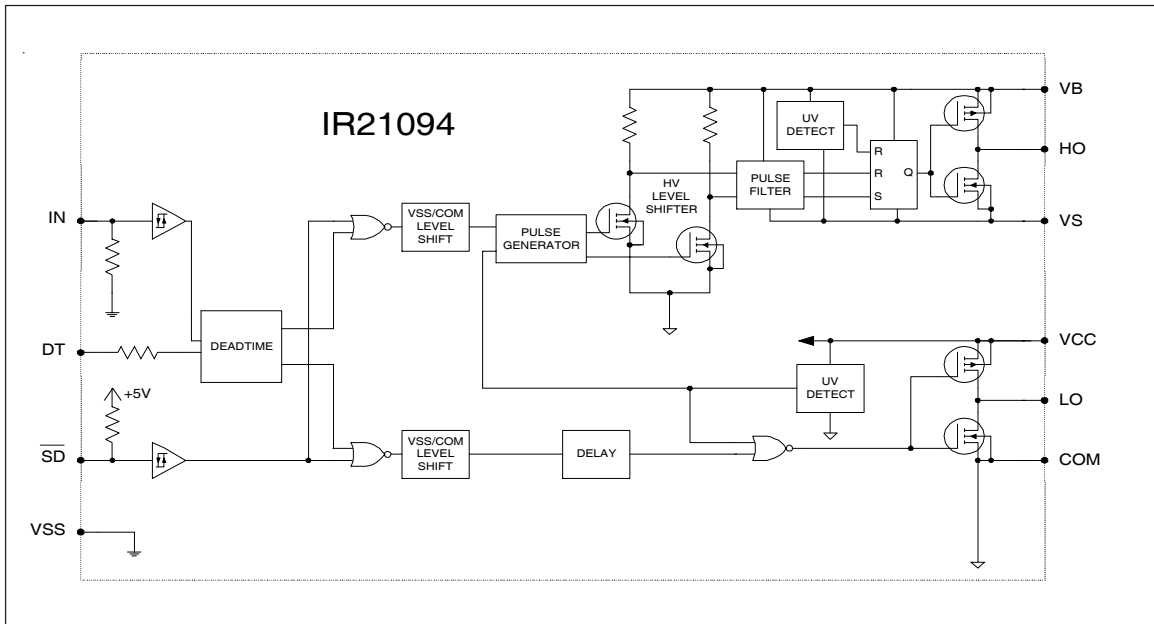 IR21094
VB
UV
DETECT
R
R
S
Q
HO
PULSE
FILTER
HV
LEVEL
SHIFTER
IN
VSS/COM
LEVEL
SHIFT
PULSE
GENERATOR
VS
DEADTIME
DT
VCC
UV
DETECT
+5V
LO
SD
VSS/COM
LEVEL
SHIFT
DELAY
COM
VSS